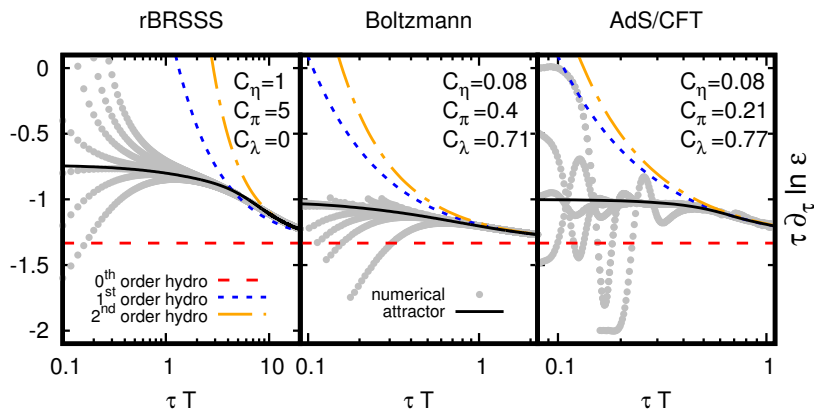 rBRSSS
Boltzmann
AdS/CFT
0
-0.5
-1
-1.5
-2
C_η=1
C_π=5
C_λ=0
C_η=0.08
C_π=0.4
C_λ=0.71
C_η=0.08
C_π=0.21
C_λ=0.77
0^th order hydro
1^st order hydro
2^nd order hydro
numerical
attractor
τ ∂_τ ln ε
0.1 1 10
0.1 1
0.1 1
τ T
τ T
τ T